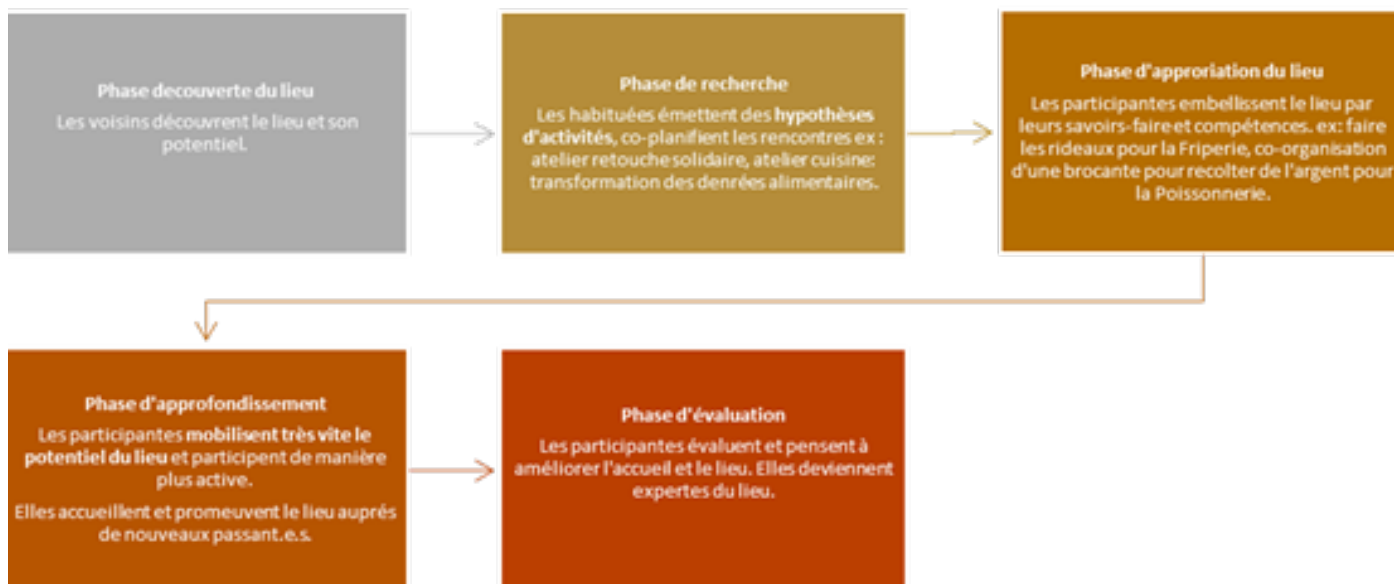 Phase decouverte du lieu
Les voisins découvrent le lieu et son
potentiel.
Phase de recherche
Les habituées émettent des hypothèses
d'activités, co-planifient les rencontres ex :
atelier retouche solidaire, atelier cuisine:
transformation des denrées alimentaires.
Phase d'approriation du lieu
Les participantes embellissent le lieu par
leurs savoirs-faire et compétences. ex: faire
les rideaux pour la Friperie, co-organisation
d'une brocante pour recolter de l'argent pour
la Poissonnerie.
Phase d'approfondissement
Les participantes mobilisent très vite le
potentiel du lieu et participent de manière
plus active.
Elles accueillent et promeuvent le lieu auprés
de nouveaux passant.e.s.
Phase d'évaluation
Les participantes évaluent et pensent à
améliorer l'accueil et le lieu. Elles deviennent
expertes du lieu.